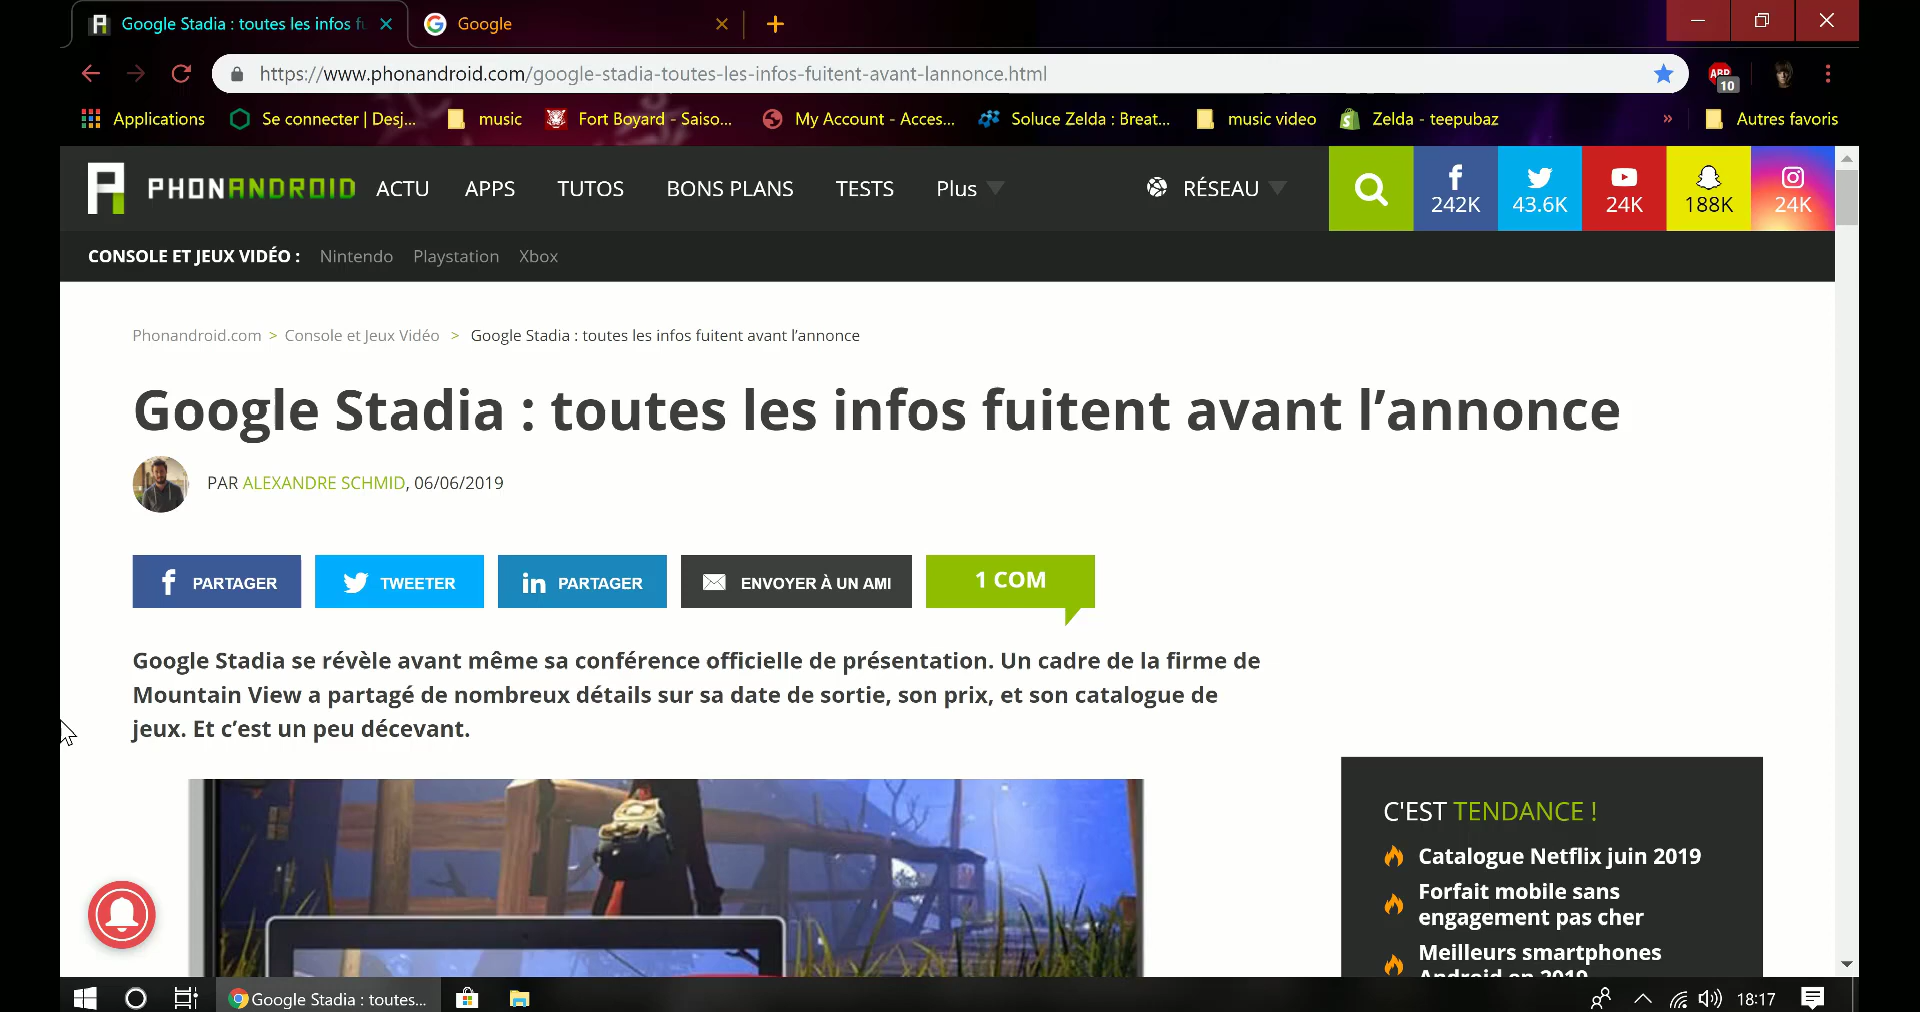 Google Stadia : toutes les infos fu
Google
https://www.phonandroid.com/google-stadia-toutes-les-infos-fuitent-avant-lannonce.html
ABP
10
Applications
Se connecter | Desj...
music
Fort Boyard - Saiso...
My Account - Acces...
Soluce Zelda : Breat...
music video
Zelda - teepubaz
»
Autres favoris
PHONANDROID
ACTU
APPS
TUTOS
BONS PLANS
TESTS
Plus
RÉSEAU
242K
43.6K
24K
188K
24K
CONSOLE ET JEUX VIDÉO :
Nintendo
Playstation
Xbox
Phonandroid.com > Console et Jeux Vidéo > Google Stadia : toutes les infos fuitent avant l’annonce
Google Stadia : toutes les infos fuitent avant l’annonce
PAR ALEXANDRE SCHMID, 06/06/2019
PARTAGER
TWEETER
PARTAGER
ENVOYER À UN AMI
1 COM
Google Stadia se révèle avant même sa conférence officielle de présentation. Un cadre de la firme de
Mountain View a partagé de nombreux détails sur sa date de sortie, son prix, et son catalogue de
jeux. Et c’est un peu décevant.
C'EST TENDANCE !
Catalogue Netflix juin 2019
Forfait mobile sans
engagement pas cher
Meilleurs smartphones
Android en 2019
Google Stadia : toutes...
18:17